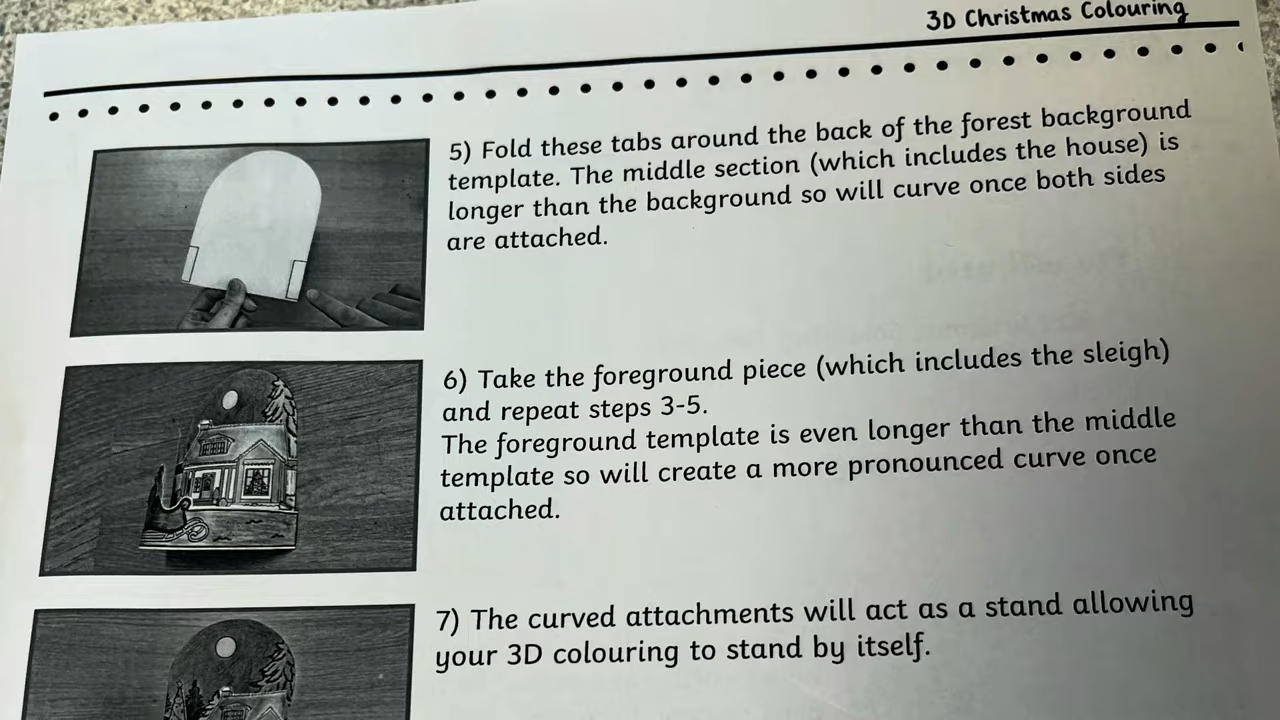 3D Christmas Colouring
5) Fold these tabs around the back of the forest background
template. The middle section (which includes the house) is
longer than the background so will curve once both sides
are attached.
6) Take the foreground piece (which includes the sleigh)
and repeat steps 3-5.
The foreground template is even longer than the middle
template so will create a more pronounced curve once
attached.
7) The curved attachments will act as a stand allowing
your 3D colouring to stand by itself.